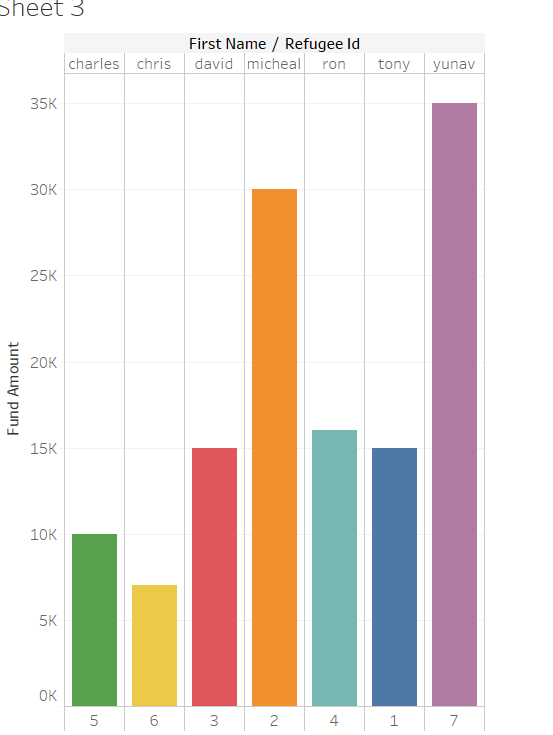 Sheet 3
First Name / Refugee Id
charles chris david micheal ron tony yunav
35K
30K
25K
20K
15K
10K
5K
0K
Fund Amount
5 6 3 2 4 1 7